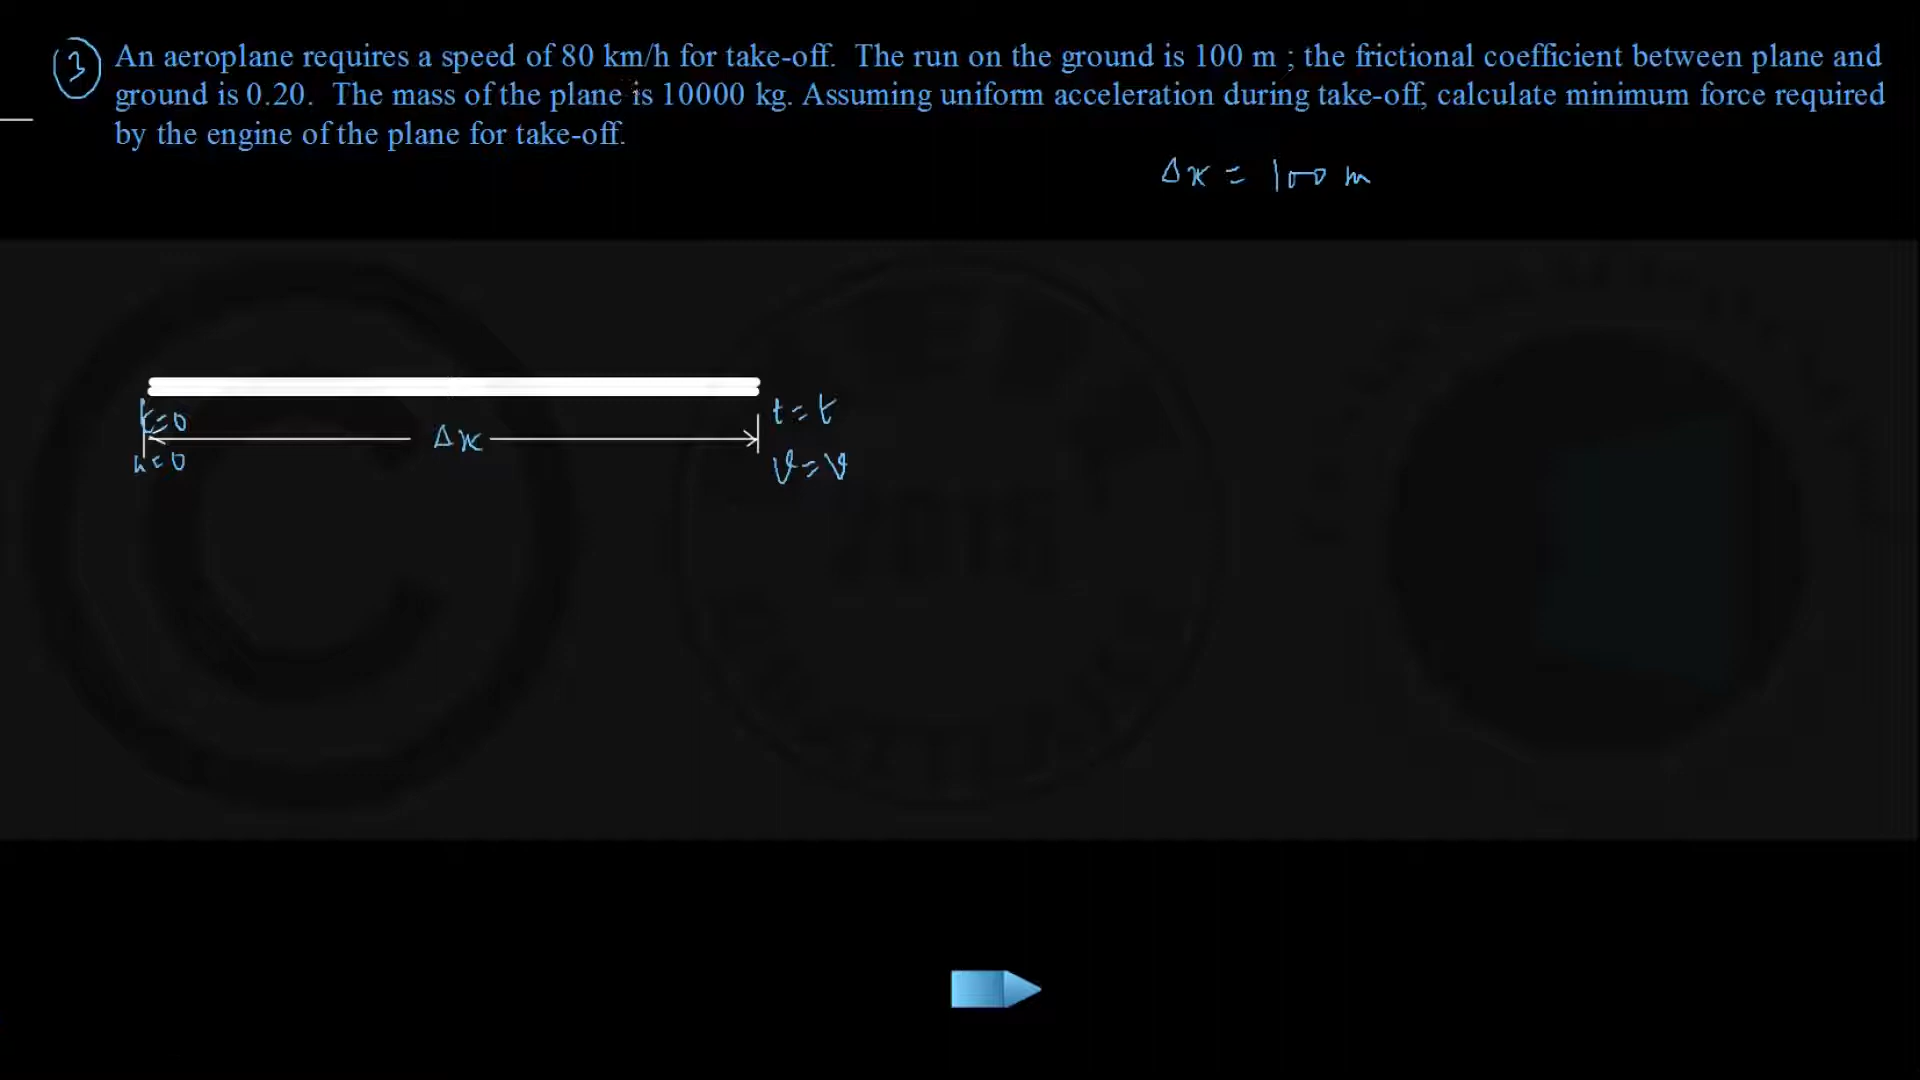 3 An aeroplane requires a speed of 80 km/h for take-off. The run on the ground is 100 m ; the frictional coefficient between plane and
ground is 0.20. The mass of the plane is 10000 kg. Assuming uniform acceleration during take-off, calculate minimum force required
by the engine of the plane for take-off.
Δx = 100 m
t=0
t=t
Δx
u=0
v=v